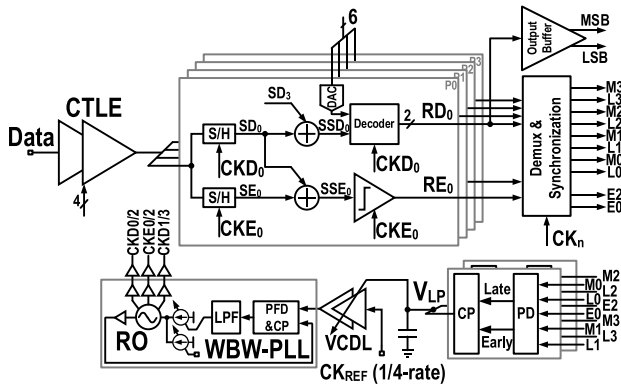 6
Output
Buffer
MSB
LSB
P3
P2
P1
P0
CTLE
DAC
SD3
Data
S/H
SD0
SSD0
Decoder
2
RD0
CKD0
CKD0
4
S/H
SE0
SSE0
RE0
CKE0
CKE0
Demux &
Synchronization
M3
L3
M2
L2
M1
L1
M0
L0
E2
E0
CKn
CKD0/2
CKE0/2
CKD1/3
RO
LPF
PFD
&CP
WBW-PLL
VCDL
VLP
CKREF (1/4-rate)
CP
Late
Early
PD
M2
M0
L2
L0
E2
E0
M3
M1
L3
L1